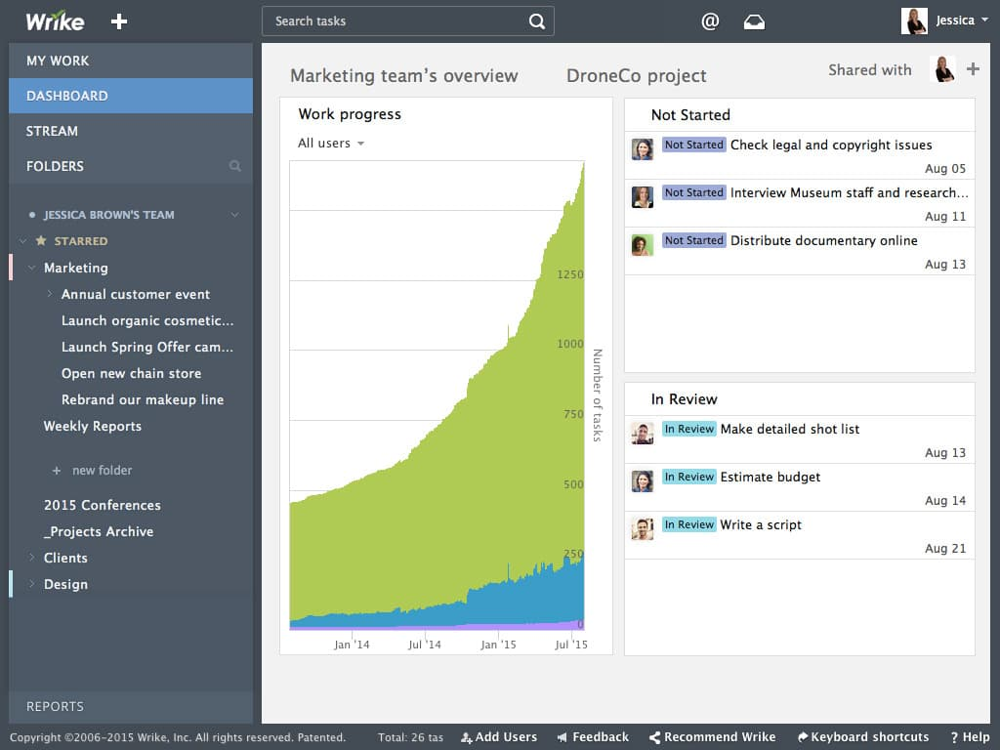 Wrike
Search tasks
@
Jessica
MY WORK
DASHBOARD
STREAM
FOLDERS
JESSICA BROWN'S TEAM
STARRED
Marketing
Annual customer event
Launch organic cosmetic...
Launch Spring Offer cam...
Open new chain store
Rebrand our makeup line
Weekly Reports
+ new folder
2015 Conferences
_Projects Archive
Clients
Design
REPORTS
Marketing team's overview
DroneCo project
Shared with
Work progress
All users
1250
1000
750
500
250
0
Number of tasks
Jan '14
Jul '14
Jan '15
Jul '15
Not Started
Not Started Check legal and copyright issues
Aug 05
Not Started Interview Museum staff and research...
Aug 11
Not Started Distribute documentary online
Aug 13
In Review
In Review Make detailed shot list
Aug 13
In Review Estimate budget
Aug 14
In Review Write a script
Aug 21
Copyright ©2006-2015 Wrike, Inc. All rights reserved. Patented.
Total: 26 tas
Add Users
Feedback
Recommend Wrike
Keyboard shortcuts
? Help